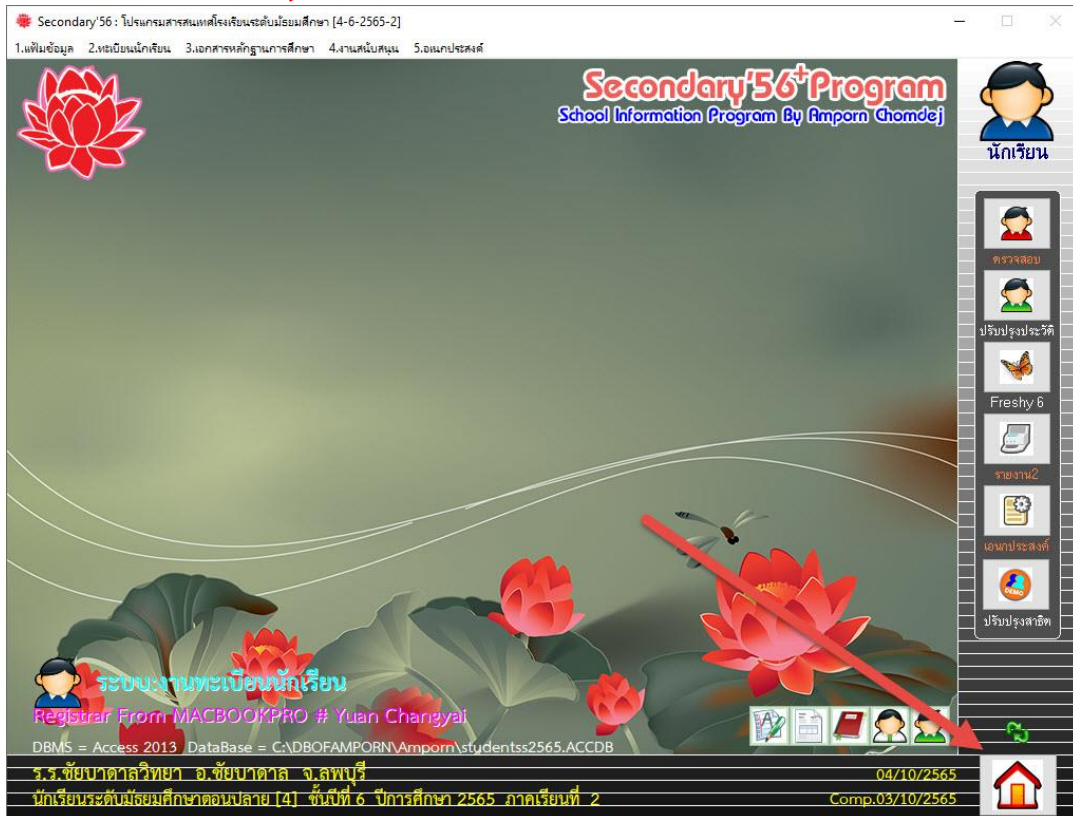 Secondary'56 : โปรแกรมสารสนเทศโรงเรียนระดับมัธยมศึกษา [4-6-2565-2]
1.แฟ้มข้อมูล 2.ทะเบียนนักเรียน 3.เอกสารหลักฐานการศึกษา 4.งานสนับสนุน 5.อเนกประสงค์
Secondary'56+Program
School Information Program By Amporn Chomdej
นักเรียน
ตรวจสอบ
ปรับปรุงประวัติ
Freshy 6
รายงาน2
เอนกประสงค์
DEMO
ปรับปรุงสาธิต
ระบบ:งานทะเบียนนักเรียน
Registrar From MACBOOKPRO # Yuan Changyai
DBMS = Access 2013 DataBase = C:\DBOFAMPORN\Amporn\studentss2565.ACCDB
ร.ร.ชัยบาดาลวิทยา อ.ชัยบาดาล จ.ลพบุรี 04/10/2565
นักเรียนระดับมัธยมศึกษาตอนปลาย [4] ชั้นปีที่ 6 ปีการศึกษา 2565 ภาคเรียนที่ 2 Comp.03/10/2565